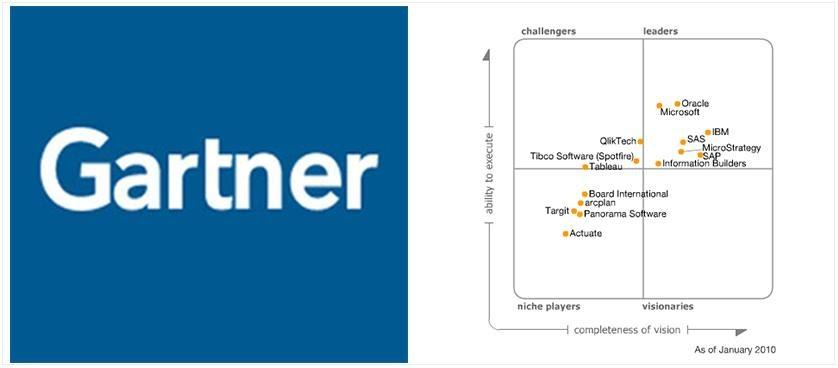 Gartner
challengers
leaders
Oracle
Microsoft
IBM
QlikTech
SAS
MicroStrategy
Tibco Software (Spotfire)
SAP
Tableau
Information Builders
ability to execute
Board International
arcplan
Targit
Panorama Software
Actuate
niche players
visionaries
completeness of vision
As of January 2010